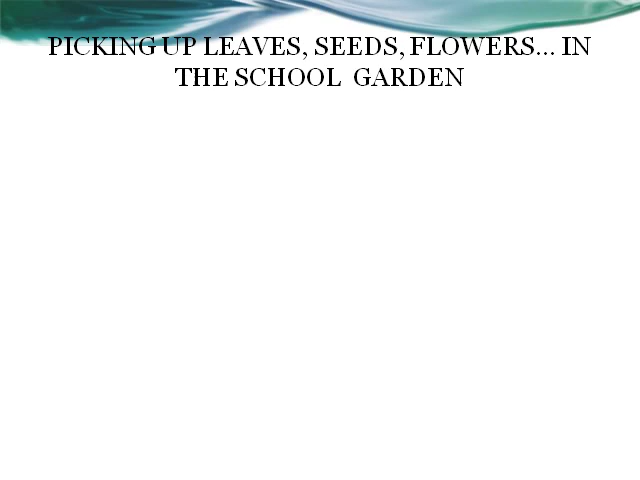 PICKING UP LEAVES, SEEDS, FLOWERS... IN
THE SCHOOL  GARDEN